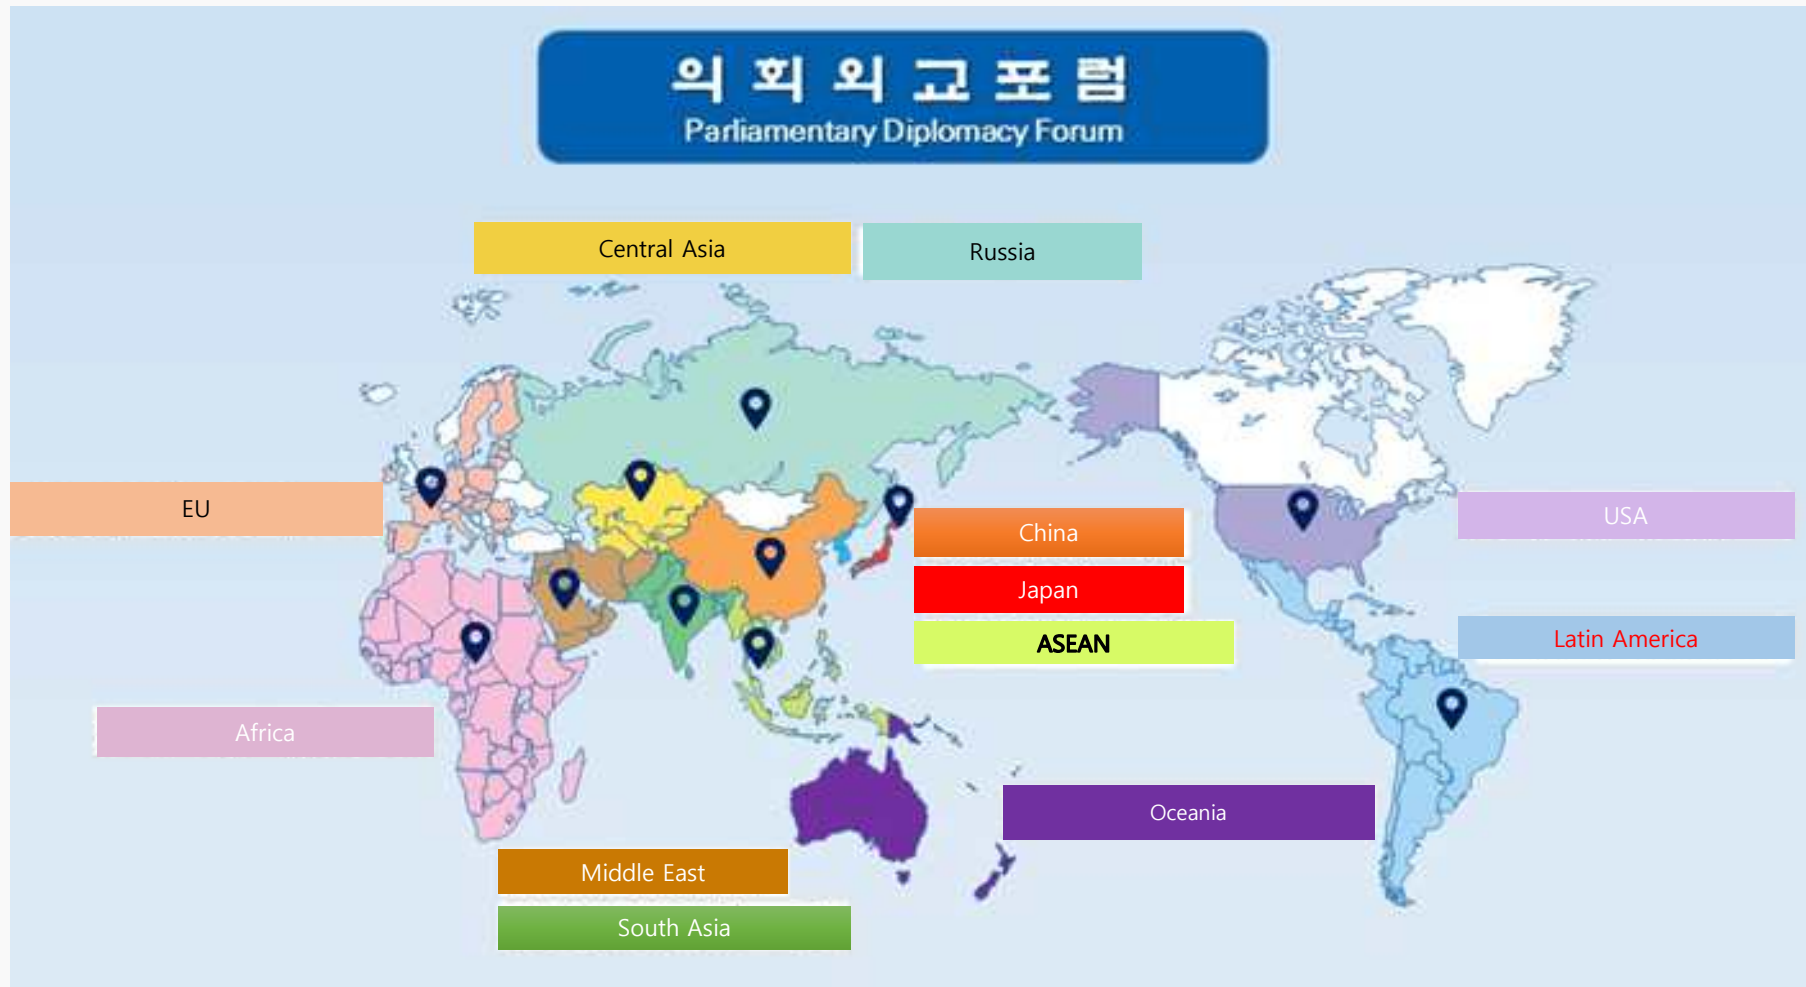 의회외교포럼
Parliamentary Diplomacy Forum
Central Asia
Russia
EU
China
USA
Japan
ASEAN
Latin America
Africa
Oceania
Middle East
South Asia